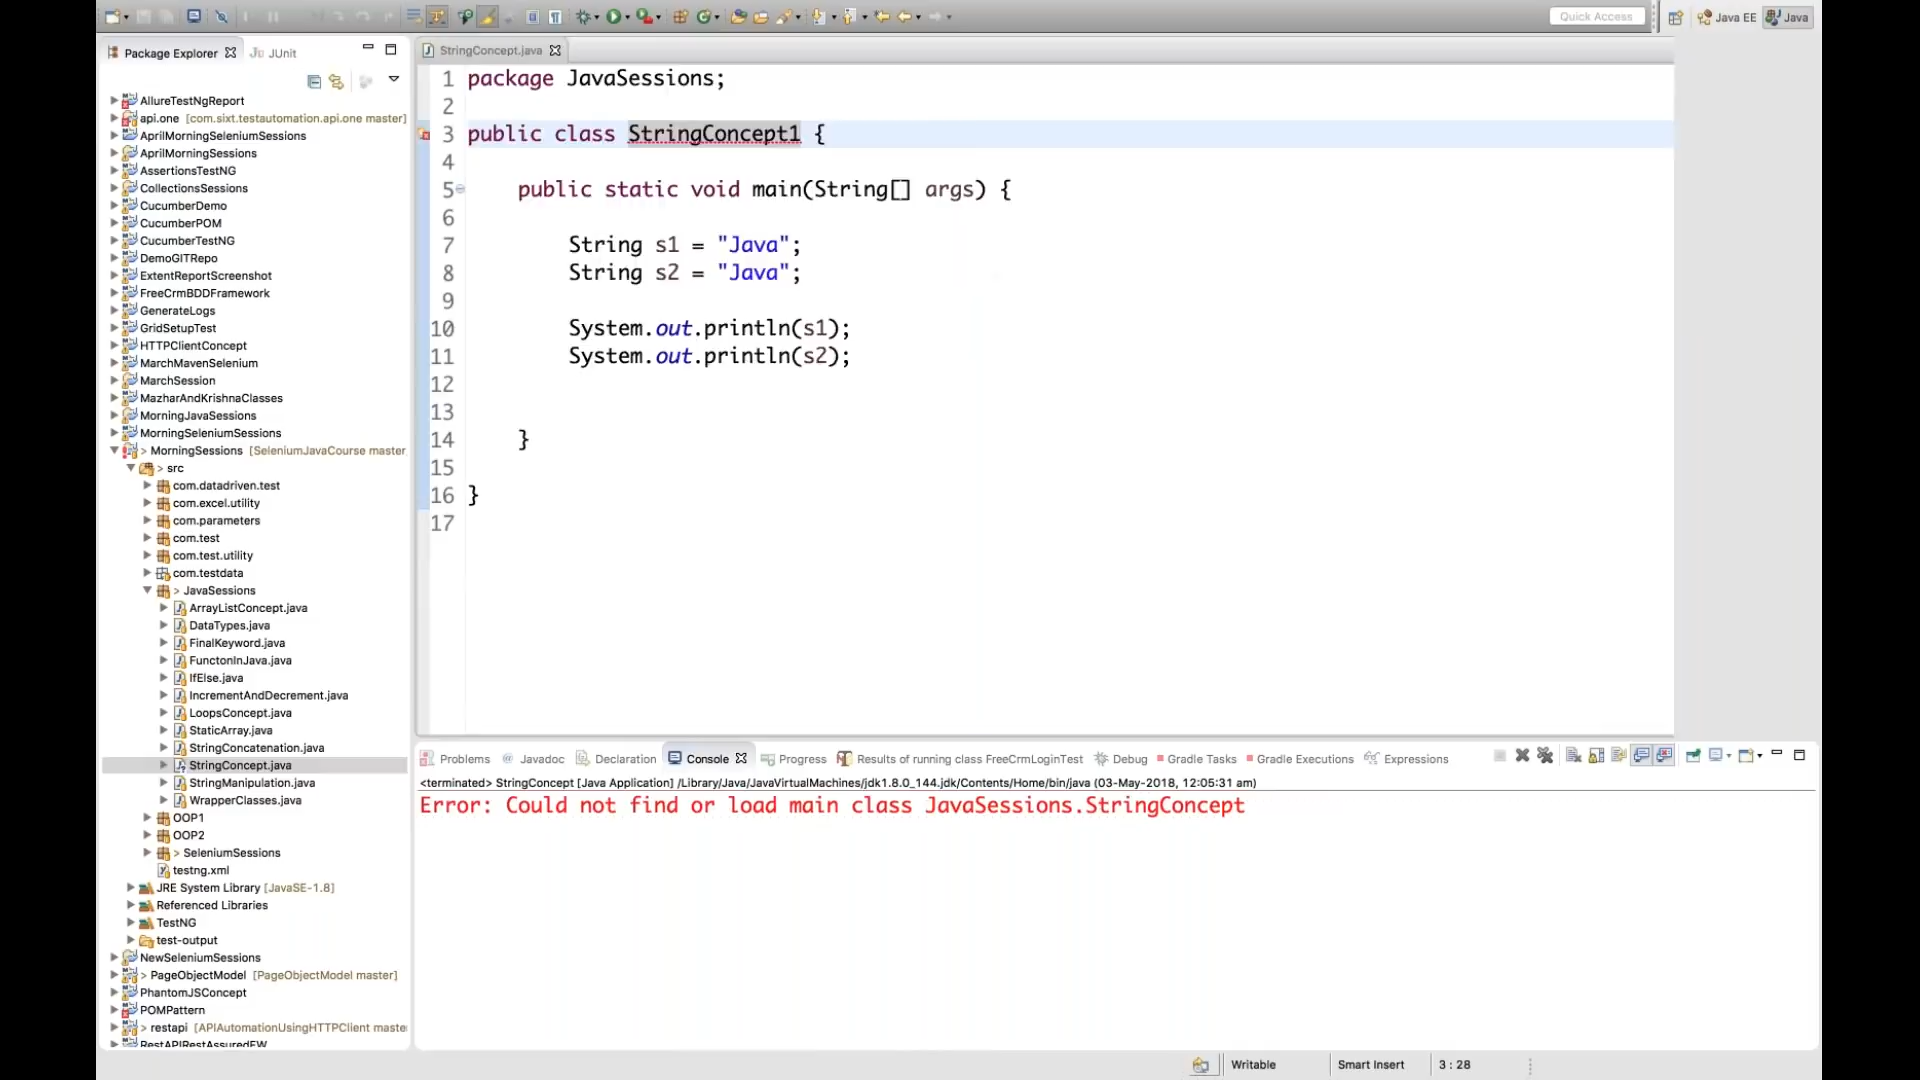 Quick Access
Java EE
Java
Package Explorer
JUnit
AllureTestNgReport
api.one [com.sixt.testautomation.api.one master]
AprilMorningSeleniumSessions
AprilMorningSessions
AssertionsTestNG
CollectionsSessions
CucumberDemo
CucumberPOM
CucumberTestNG
DemoGITRepo
ExtentReportScreenshot
FreeCrmBDDFramework
GenerateLogs
GridSetupTest
HTTPClientConcept
MarchMavenSelenium
MarchSession
MazharAndKrishnaClasses
MorningJavaSessions
MorningSeleniumSessions
> MorningSessions [SeleniumJavaCourse master
> src
com.datadriven.test
com.excel.utility
com.parameters
com.test
com.test.utility
com.testdata
> JavaSessions
ArrayListConcept.java
DataTypes.java
FinalKeyword.java
FunctonInJava.java
IfElse.java
IncrementAndDecrement.java
LoopsConcept.java
StaticArray.java
StringConcatenation.java
StringConcept.java
StringManipulation.java
WrapperClasses.java
OOP1
OOP2
> SeleniumSessions
testng.xml
JRE System Library [JavaSE-1.8]
Referenced Libraries
TestNG
test-output
NewSeleniumSessions
> PageObjectModel [PageObjectModel master]
PhantomJSConcept
POMPattern
> restapi [APIAutomationUsingHTTPClient maste
RestAPIRestAssuredFW
StringConcept.java
1 package JavaSessions;
2
3 public class StringConcept1 {
4
5 public static void main(String[] args) {
6
7 String s1 = "Java";
8 String s2 = "Java";
9
10 System.out.println(s1);
11 System.out.println(s2);
12
13
14 }
15
16 }
17
Problems
Javadoc
Declaration
Console
Progress
Results of running class FreeCrmLoginTest
Debug
Gradle Tasks
Gradle Executions
Expressions
<terminated> StringConcept [Java Application] /Library/Java/JavaVirtualMachines/jdk1.8.0_144.jdk/Contents/Home/bin/java (03-May-2018, 12:05:31 am)
Error: Could not find or load main class JavaSessions.StringConcept
Writable
Smart Insert
3 : 28